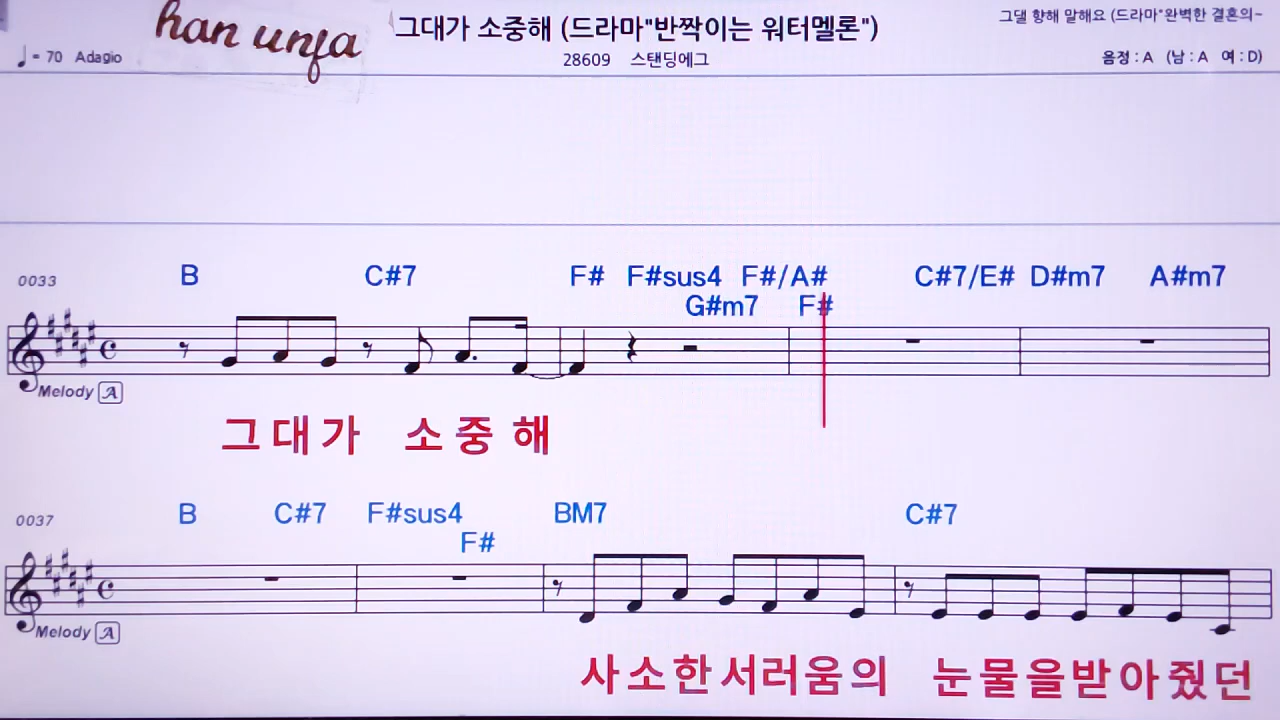 han unja
그대가 소중해 (드라마"반짝이는 워터멜론")
그댈 향해 말해요 (드라마"완벽한 결혼의~
♩= 70 Adagio
28609 스탠딩에그
음정 : A (남 : A 여 : D)
B C#7 F# F#sus4 F#/A# C#7/E# D#m7 A#m7
0033
G#m7 F#
Melody A
그대가 소중해
B C#7 F#sus4 BM7 C#7
0037
F#
Melody A
사소한서러움의 눈물을받아줬던